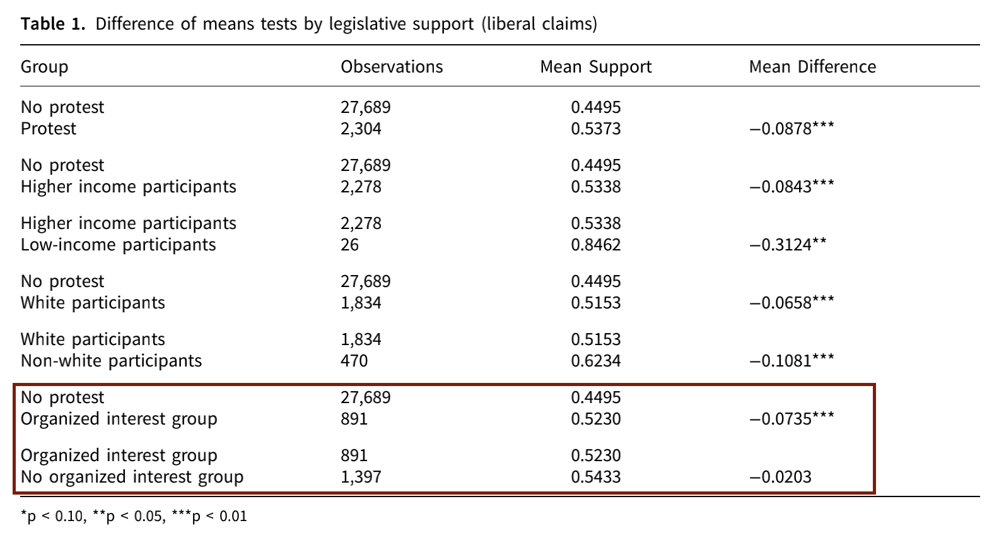 Table 1. Difference of means tests by legislative support (liberal claims)
Group Observations Mean Support Mean Difference
No protest 27,689 0.4495
Protest 2,304 0.5373 −0.0878***
No protest 27,689 0.4495
Higher income participants 2,278 0.5338 −0.0843***
Higher income participants 2,278 0.5338
Low-income participants 26 0.8462 −0.3124**
No protest 27,689 0.4495
White participants 1,834 0.5153 −0.0658***
White participants 1,834 0.5153
Non-white participants 470 0.6234 −0.1081***
No protest 27,689 0.4495
Organized interest group 891 0.5230 −0.0735***
Organized interest group 891 0.5230
No organized interest group 1,397 0.5433 −0.0203
*p < 0.10, **p < 0.05, ***p < 0.01